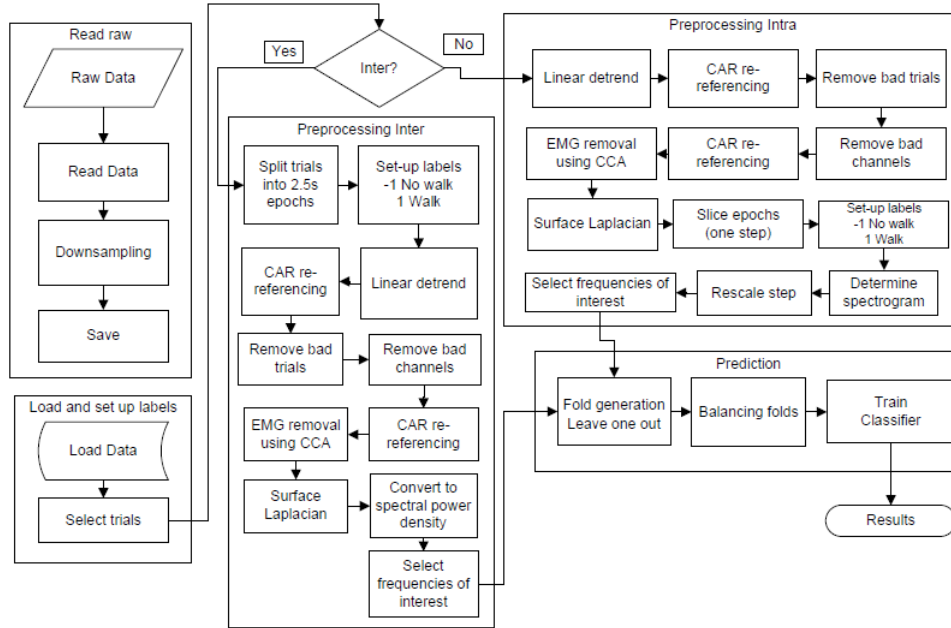 Read raw
Raw Data
Read Data
Downsampling
Save
Load and set up labels
Load Data
Select trials
Yes
Inter?
No
Preprocessing Inter
Split trials
into 2.5s
epochs
Set-up labels
-1 No walk
1 Walk
Linear detrend
CAR re-
referencing
Remove bad
trials
Remove bad
channels
CAR re-
referencing
EMG removal
using CCA
Surface
Laplacian
Convert to
spectral power
density
Select
frequencies of
interest
Preprocessing Intra
Linear detrend
CAR re-
referencing
Remove bad trials
Remove bad
channels
CAR re-
referencing
EMG removal
using CCA
Surface Laplacian
Slice epochs
(one step)
Set-up labels
-1 No walk
1 Walk
Determine
spectrogram
Rescale step
Select frequencies of
interest
Prediction
Fold generation
Leave one out
Balancing folds
Train
Classifier
Results